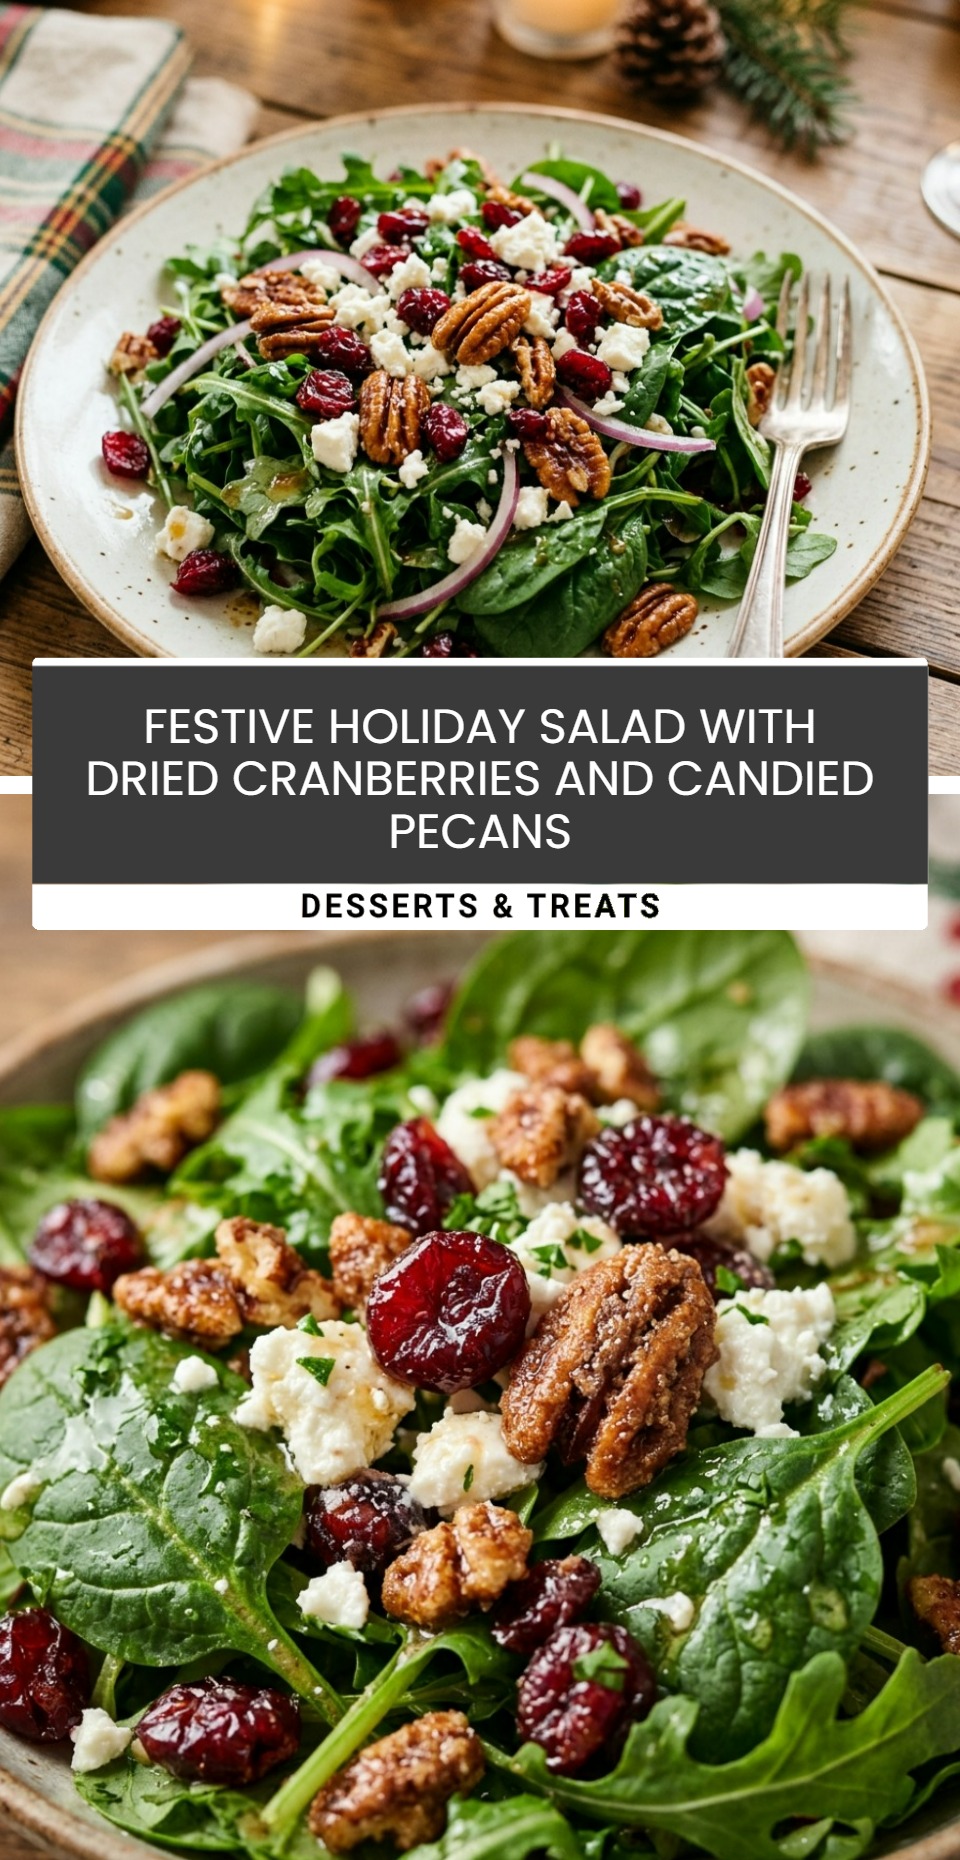 FESTIVE HOLIDAY SALAD WITH
DRIED CRANBERRIES AND CANDIED
PECANS
DESSERTS & TREATS